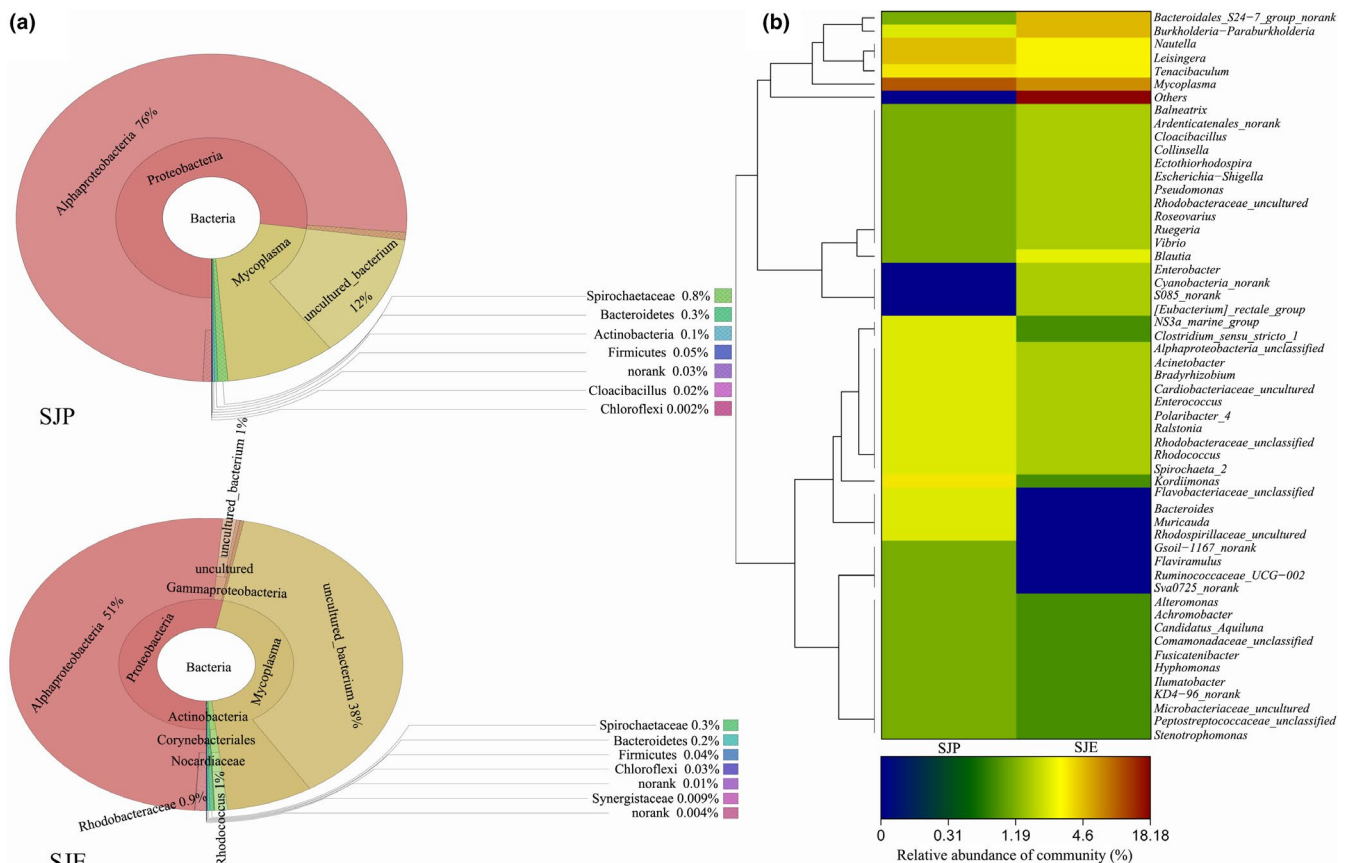 (a)
Alphaproteobacteria 76%
Proteobacteria
Bacteria
Mycoplasma
uncultured_bacterium
12%
Spirochaetaceae 0.8%
Bacteroidetes 0.3%
Actinobacteria 0.1%
Firmicutes 0.05%
norank 0.03%
Cloacibacillus 0.02%
Chloroflexi 0.002%
SJP
uncultured_bacterium 1%
uncultured
Gammaproteobacteria
Alphaproteobacteria 51%
Proteobacteria
Bacteria
Mycoplasma
uncultured_bacterium 38%
Actinobacteria
Corynebacteriales
Nocardiaceae
Rhodobacteraceae 0.9%
Rhodococcus 1%
Spirochaetaceae 0.3%
Bacteroidetes 0.2%
Firmicutes 0.04%
Chloroflexi 0.03%
norank 0.01%
Synergistaceae 0.009%
norank 0.004%
SJE
(b)
Bacteroidales_S24-7_group_norank
Burkholderia-Paraburkholderia
Nautella
Leisingera
Tenacibaculum
Mycoplasma
Others
Balneatrix
Ardenticatenales_norank
Cloacibacillus
Collinsella
Ectothiorhodospira
Escherichia-Shigella
Pseudomonas
Rhodobacteraceae_uncultured
Roseovarius
Ruegeria
Vibrio
Blautia
Enterobacter
Cyanobacteria_norank
S085_norank
[Eubacterium]_rectale_group
NS3a_marine_group
Clostridium_sensu_stricto_1
Alphaproteobacteria_unclassified
Acinetobacter
Bradyrhizobium
Cardiobacteriaceae_uncultured
Enterococcus
Polaribacter_4
Ralstonia
Rhodobacteraceae_unclassified
Rhodococcus
Spirochaeta_2
Kordiimonas
Flavobacteriaceae_unclassified
Bacteroides
Muricauda
Rhodospirillaceae_uncultured
Gsoil-1167_norank
Flaviramulus
Ruminococcaceae_UCG-002
Sva0725_norank
Alteromonas
Achromobacter
Candidatus_Aquiluna
Comamonadaceae_unclassified
Fusicatenibacter
Hyphomonas
Ilumatobacter
KD4-96_norank
Microbacteriaceae_uncultured
Peptostreptococcaceae_unclassified
Stenotrophomonas
SJP SJE
0 0.31 1.19 4.6 18.18
Relative abundance of community (%)